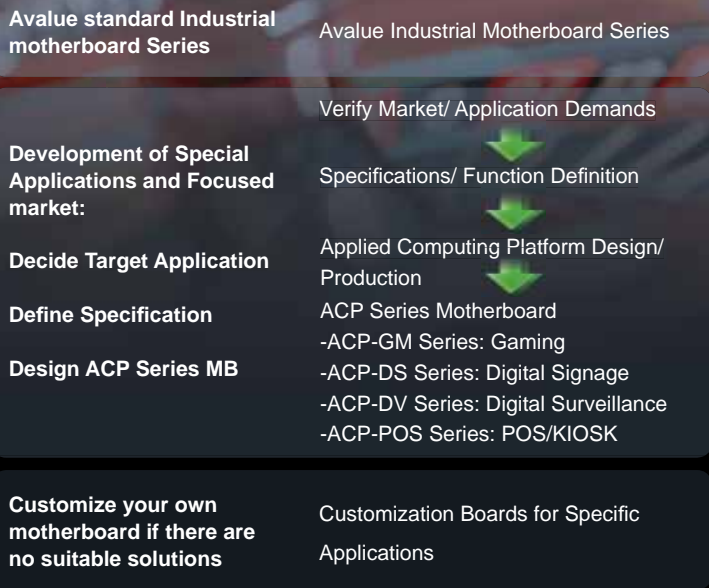 Avalue standard Industrial
motherboard Series
Avalue Industrial Motherboard Series
Development of Special
Applications and Focused
market:
Decide Target Application
Define Specification
Design ACP Series MB
Verify Market/ Application Demands
Specifications/ Function Definition
Applied Computing Platform Design/
Production
ACP Series Motherboard
-ACP-GM Series: Gaming
-ACP-DS Series: Digital Signage
-ACP-DV Series: Digital Surveillance
-ACP-POS Series: POS/KIOSK
Customize your own
motherboard if there are
no suitable solutions
Customization Boards for Specific
Applications